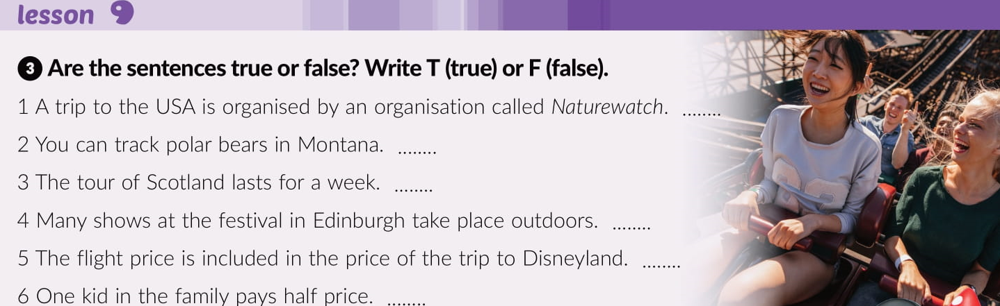 lesson 9
3 Are the sentences true or false? Write T (true) or F (false).
1 A trip to the USA is organised by an organisation called Naturewatch. ........
2 You can track polar bears in Montana. ........
3 The tour of Scotland lasts for a week. ........
4 Many shows at the festival in Edinburgh take place outdoors. ........
5 The flight price is included in the price of the trip to Disneyland. ........
6 One kid in the family pays half price. ........